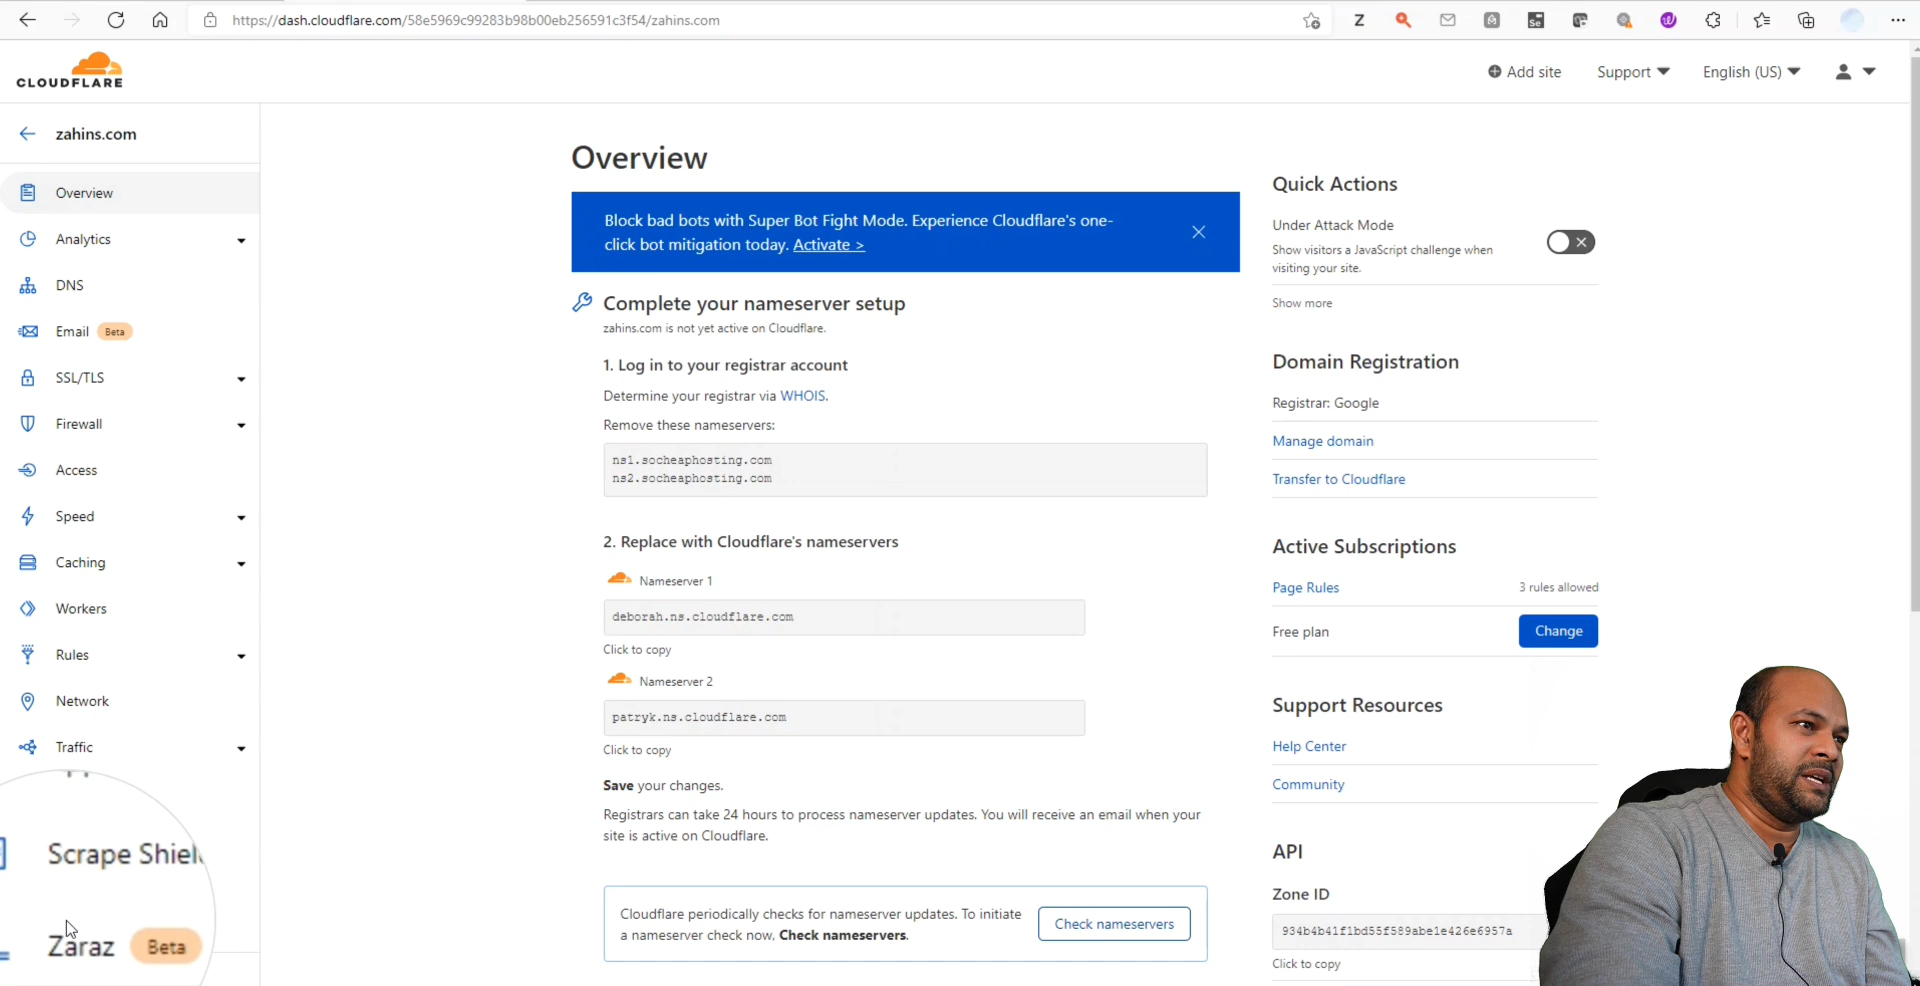 https://dash.cloudflare.com/58e5969c99283b98b00eb256591c3f54/zahins.com
CLOUDFLARE
Add site
Support
English (US)
zahins.com
Overview
Analytics
DNS
Email Beta
SSL/TLS
Firewall
Access
Speed
Caching
Workers
Rules
Network
Traffic
Scrape Shiel
Zaraz Beta
Overview
Block bad bots with Super Bot Fight Mode. Experience Cloudflare's one-
click bot mitigation today. Activate >
Complete your nameserver setup
zahins.com is not yet active on Cloudflare.
1. Log in to your registrar account
Determine your registrar via WHOIS.
Remove these nameservers:
ns1.socheaphosting.com
ns2.socheaphosting.com
2. Replace with Cloudflare's nameservers
Nameserver 1
deborah.ns.cloudflare.com
Click to copy
Nameserver 2
patryk.ns.cloudflare.com
Click to copy
Save your changes.
Registrars can take 24 hours to process nameserver updates. You will receive an email when your
site is active on Cloudflare.
Cloudflare periodically checks for nameserver updates. To initiate
a nameserver check now, Check nameservers.
Check nameservers
Quick Actions
Under Attack Mode
Show visitors a JavaScript challenge when
visiting your site.
Show more
Domain Registration
Registrar: Google
Manage domain
Transfer to Cloudflare
Active Subscriptions
Page Rules 3 rules allowed
Free plan Change
Support Resources
Help Center
Community
API
Zone ID
934b4b41f1bd55f589abe1e426e6957a
Click to copy